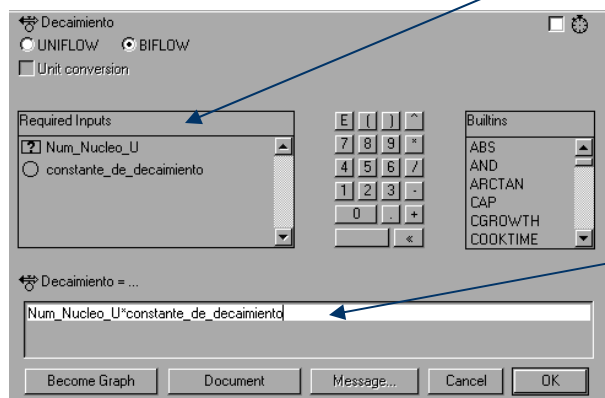 Decaimiento
UNIFLOW BIFLOW
Unit conversion
Required Inputs
? Num_Nucleo_U
constante_de_decaimiento
E ( ) ^
7 8 9 *
4 5 6 /
1 2 3 -
0 . +
«
Builtins
ABS
AND
ARCTAN
CAP
CGROWTH
COOKTIME
Decaimiento = ...
Num_Nucleo_U*constante_de_decaimiento
Become Graph Document Message... Cancel OK